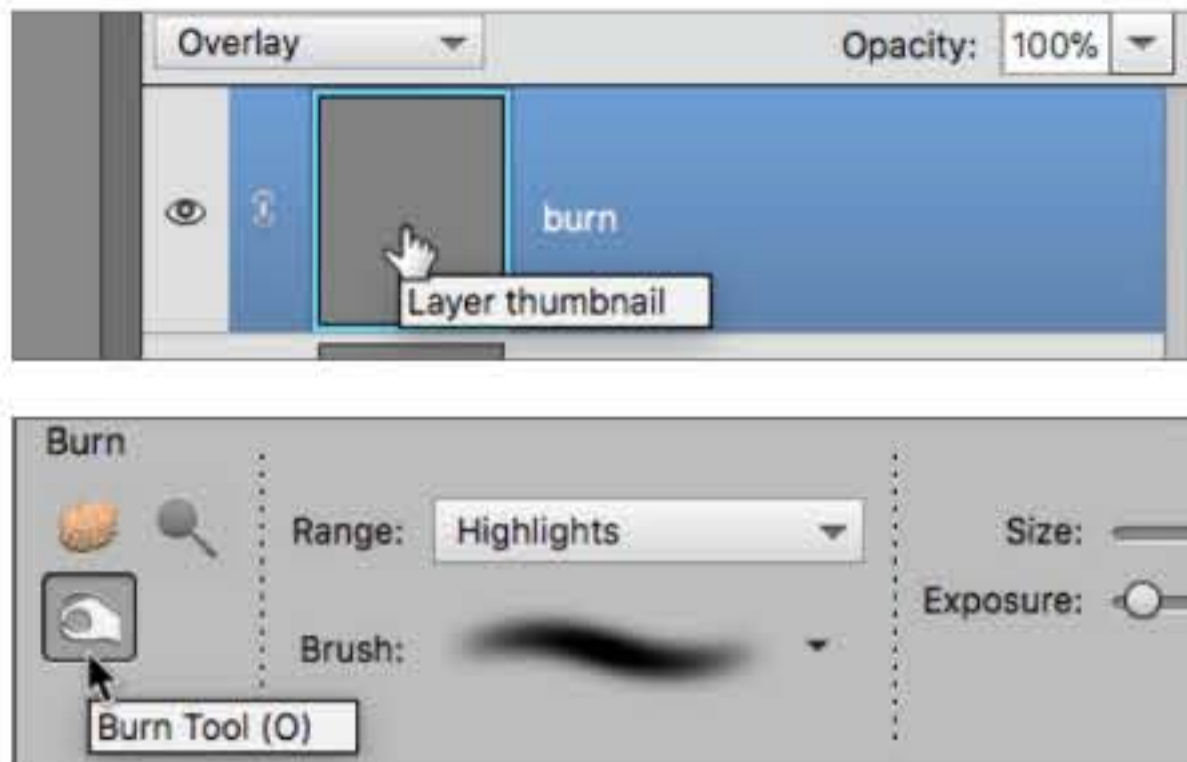 Overlay Opacity: 100%
burn
Layer thumbnail
Burn
Range: Highlights Size:
Exposure:
Brush:
Burn Tool (O)